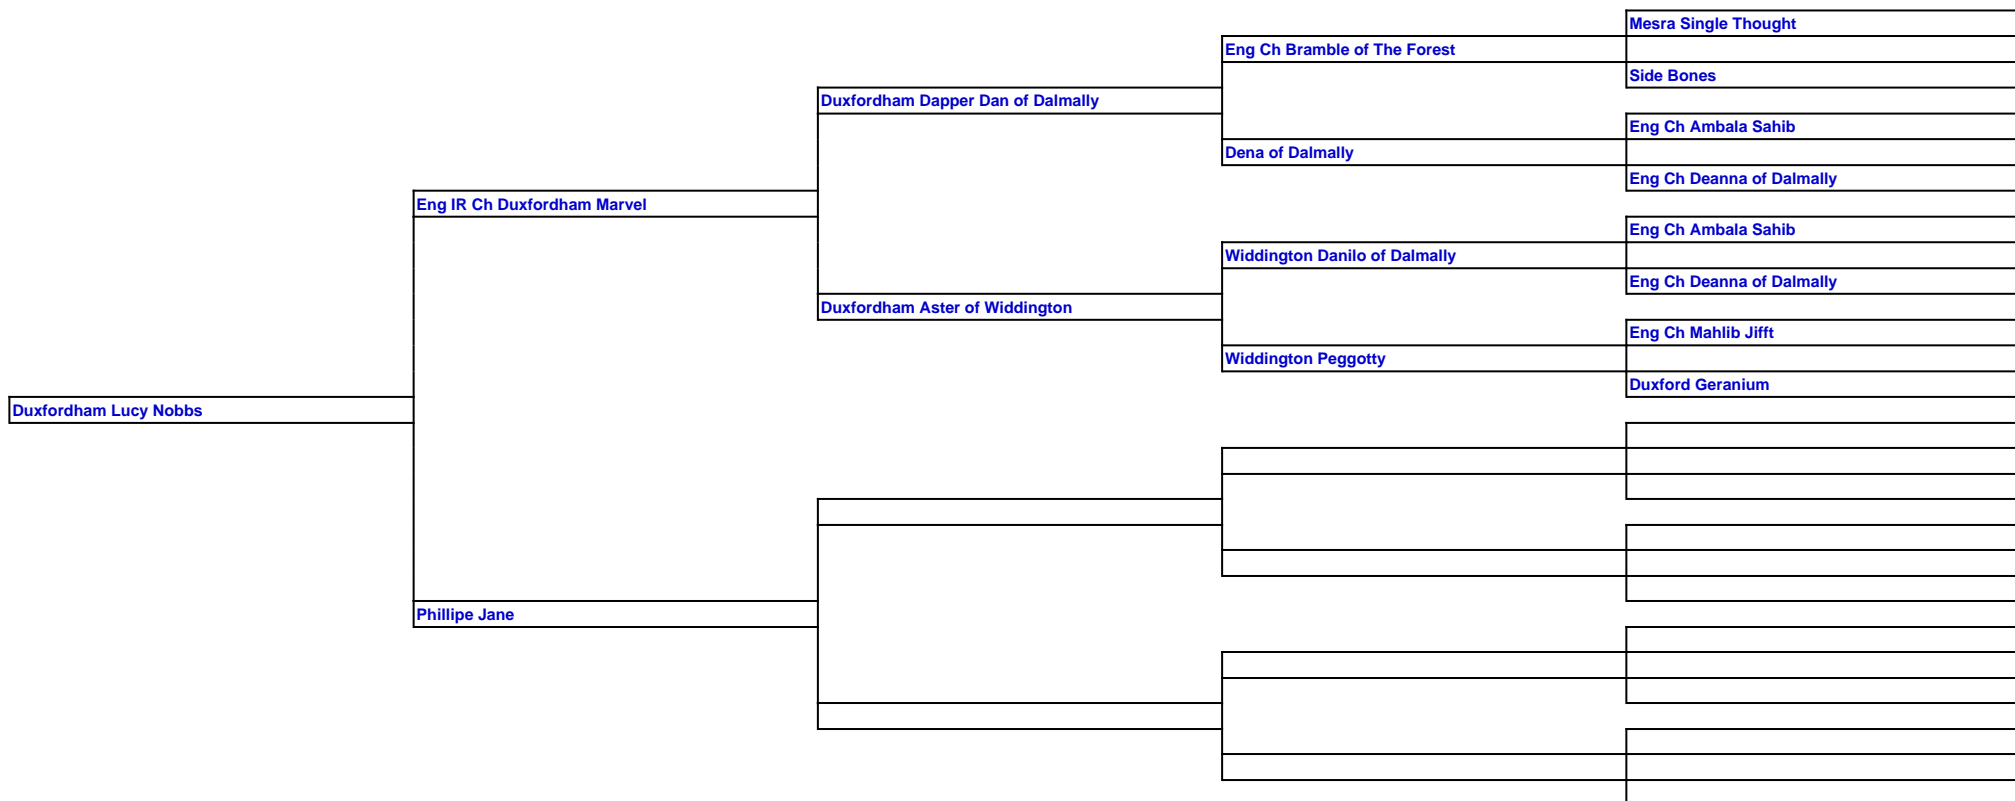 Mesra Single Thought
Eng Ch Bramble of The Forest
Side Bones
Duxfordham Dapper Dan of Dalmally
Eng Ch Ambala Sahib
Dena of Dalmally
Eng Ch Deanna of Dalmally
Eng IR Ch Duxfordham Marvel
Eng Ch Ambala Sahib
Widdington Danilo of Dalmally
Eng Ch Deanna of Dalmally
Duxfordham Aster of Widdington
Eng Ch Mahlib Jifft
Widdington Peggotty
Duxford Geranium
Duxfordham Lucy Nobbs
Phillipe Jane